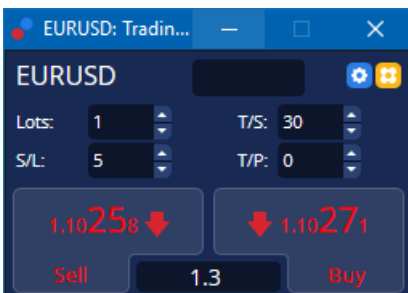 EURUSD: Tradin...
EURUSD
Lots: 1 T/S: 30
S/L: 5 T/P: 0
1.10258 1.10271
Sell 1.3 Buy